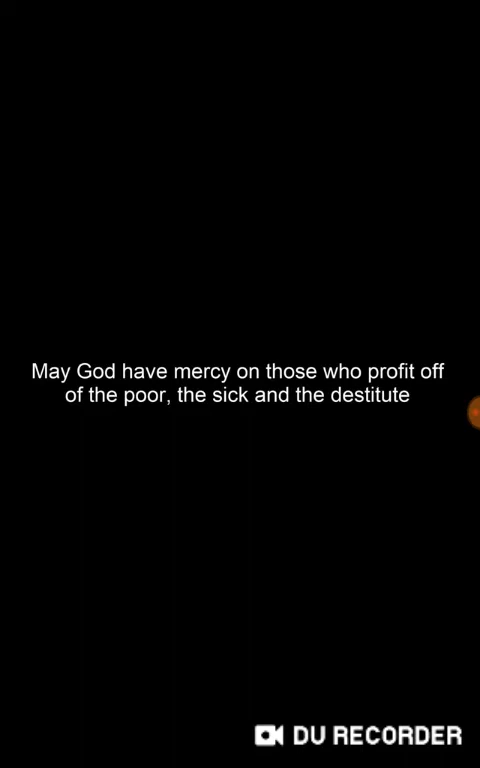 May God have mercy on those who profit off
of the poor, the sick and the destitute
DU RECORDER